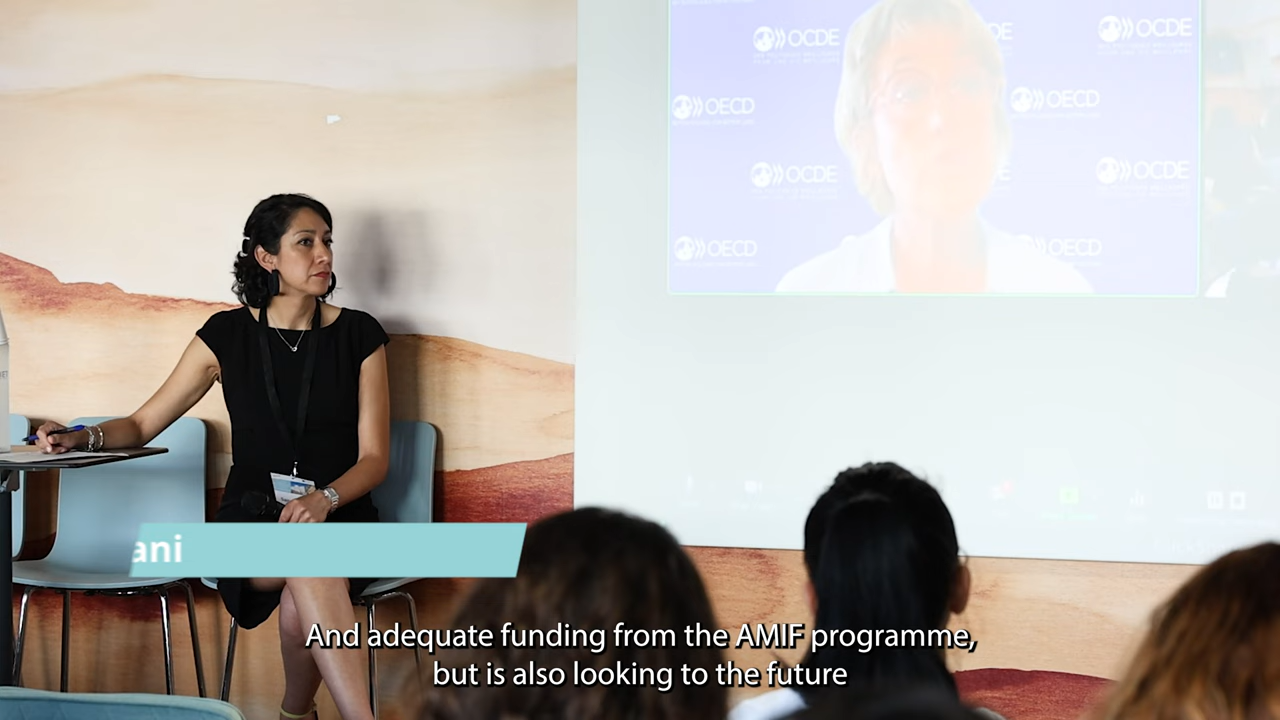 OCDE
OCDE
OECD
OECD
OCDE
OCDE
OECD
OECD
ani
And adequate funding from the AMIF programme,
but is also looking to the future